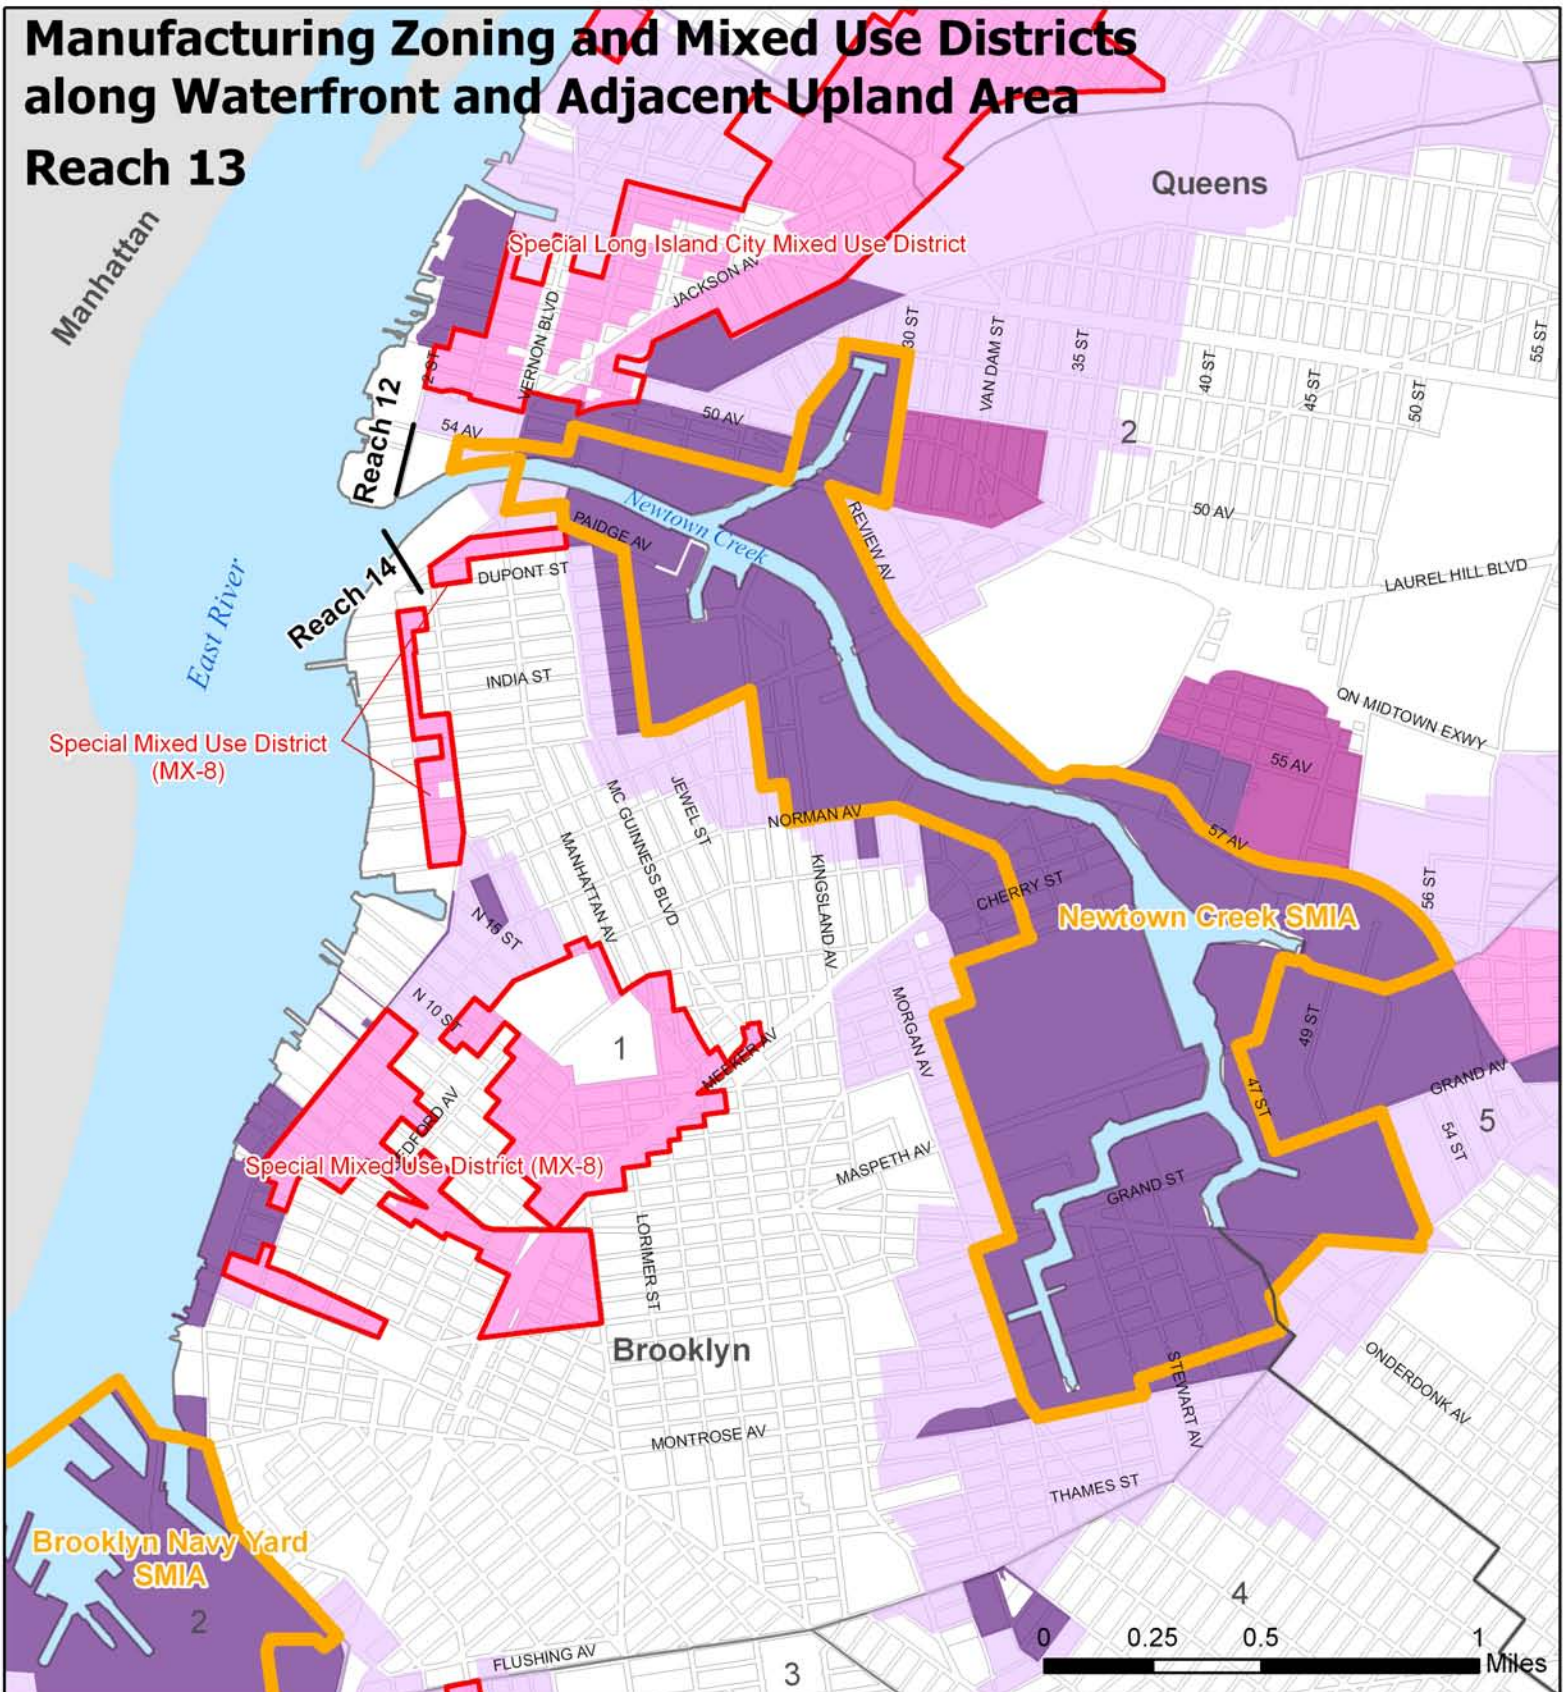 Manufacturing Zoning and Mixed Use Districts
along Waterfront and Adjacent Upland Area
Reach 13
Manhattan
Queens
Special Long Island City Mixed Use District
JACKSON AV
VERNON BLVD
2 ST
30 ST
VAN DAM ST
35 ST
40 ST
45 ST
50 ST
55 ST
Reach 12
54 AV
50 AV
2
Newtown Creek
PAIDGE AV
REVIEW AV
50 AV
LAUREL HILL BLVD
DUPONT ST
Reach 14
East River
INDIA ST
Special Mixed Use District
(MX-8)
QN MIDTOWN EXWY
55 AV
57 AV
MC GUINNESS BLVD
JEWEL ST
NORMAN AV
MANHATTAN AV
KINGSLAND AV
CHERRY ST
56 ST
Newtown Creek SMIA
N 15 ST
N 10 ST
1
MEEKER AV
MORGAN AV
49 ST
47 ST
GRAND AV
54 ST
5
EDFORD AV
Special Mixed Use District (MX-8)
MASPETH AV
GRAND ST
LORIMER ST
Brooklyn
STEWART AV
ONDERDONK AV
MONTROSE AV
THAMES ST
Brooklyn Navy Yard
SMIA
2
4
FLUSHING AV
3
0 0.25 0.5 1
Miles